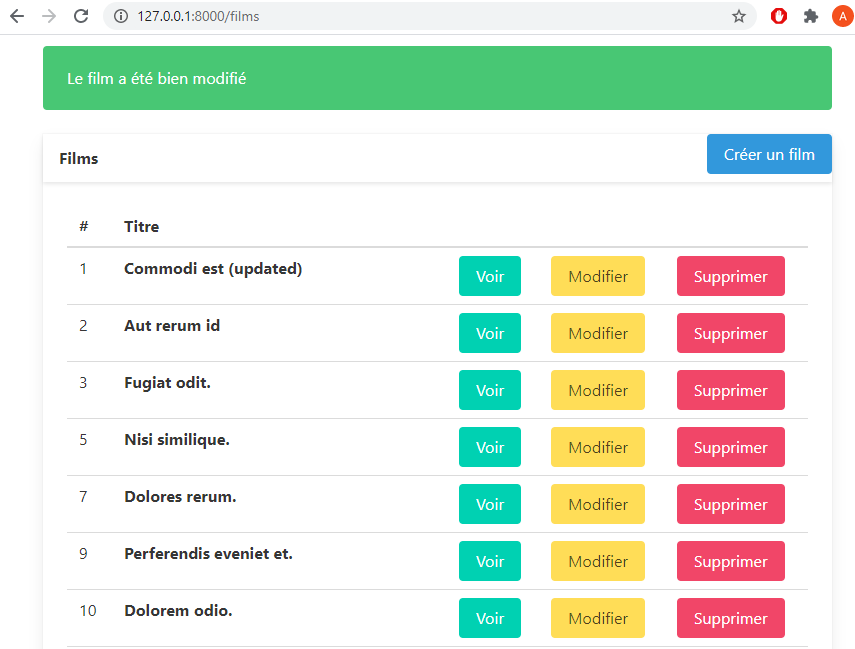 127.0.0.1:8000/films
A
Le film a été bien modifié
Films
Créer un film
# Titre
1 Commodi est (updated) Voir Modifier Supprimer
2 Aut rerum id Voir Modifier Supprimer
3 Fugiat odit. Voir Modifier Supprimer
5 Nisi similique. Voir Modifier Supprimer
7 Dolores rerum. Voir Modifier Supprimer
9 Perferendis eveniet et. Voir Modifier Supprimer
10 Dolorem odio. Voir Modifier Supprimer